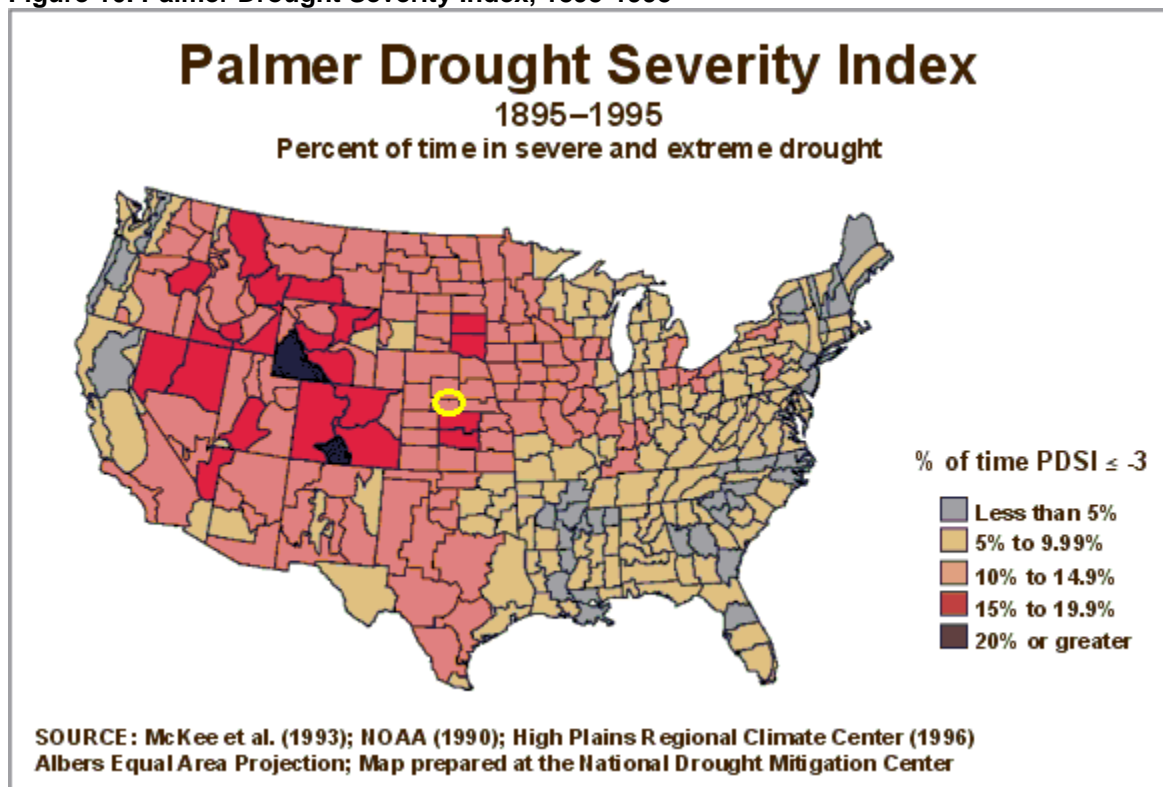 Palmer Drought Severity Index
1895–1995
Percent of time in severe and extreme drought
% of time PDSI ≤ -3
Less than 5%
5% to 9.99%
10% to 14.9%
15% to 19.9%
20% or greater
SOURCE: McKee et al. (1993); NOAA (1990); High Plains Regional Climate Center (1996)
Albers Equal Area Projection; Map prepared at the National Drought Mitigation Center